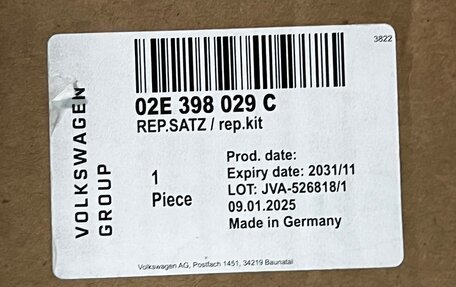 3822
VOLKSWAGEN
GROUP
02E 398 029 C
REP.SATZ / rep.kit
1
Piece
Prod. date:
Expiry date: 2031/11
LOT: JVA-526818/1
09.01.2025
Made in Germany
Volkswagen AG, Postfach 1451, 34219 Baunatal